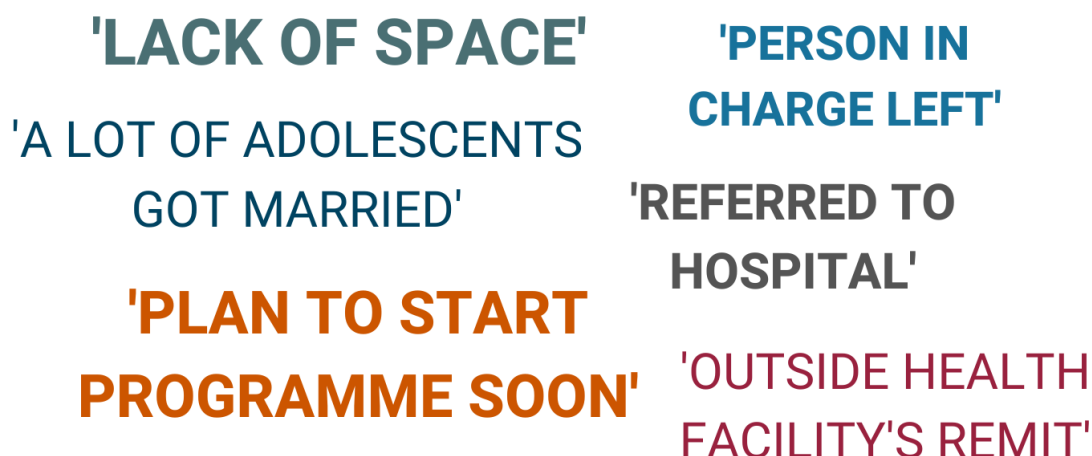 'LACK OF SPACE'
'A LOT OF ADOLESCENTS
GOT MARRIED'
'PLAN TO START
PROGRAMME SOON'
'PERSON IN
CHARGE LEFT'
'REFERRED TO
HOSPITAL'
'OUTSIDE HEALTH
FACILITY'S REMIT'